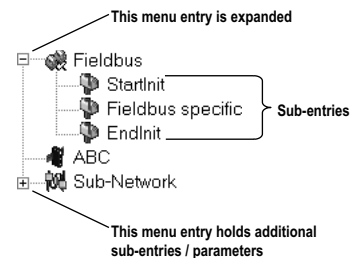 This menu entry is expanded
Fieldbus
StartInit
Fieldbus specific
EndInit
Sub-entries
ABC
Sub-Network
This menu entry holds additional
sub-entries / parameters